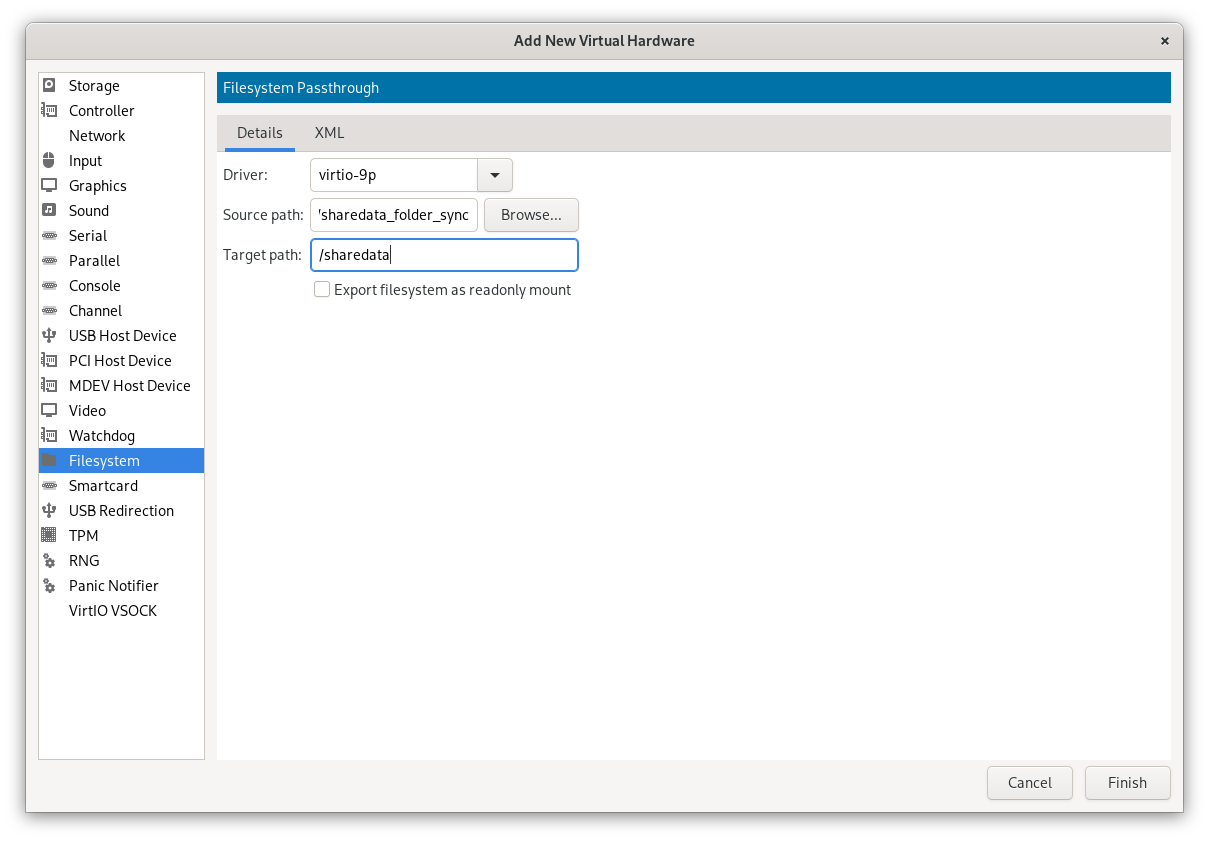 Add New Virtual Hardware
×
Storage
Controller
Network
Input
Graphics
Sound
Serial
Parallel
Console
Channel
USB Host Device
PCI Host Device
MDEV Host Device
Video
Watchdog
Filesystem
Smartcard
USB Redirection
TPM
RNG
Panic Notifier
VirtIO VSOCK
Filesystem Passthrough
Details XML
Driver: virtio-9p
Source path: /sharedata_folder_sync Browse...
Target path: /sharedata
Export filesystem as readonly mount
Cancel Finish